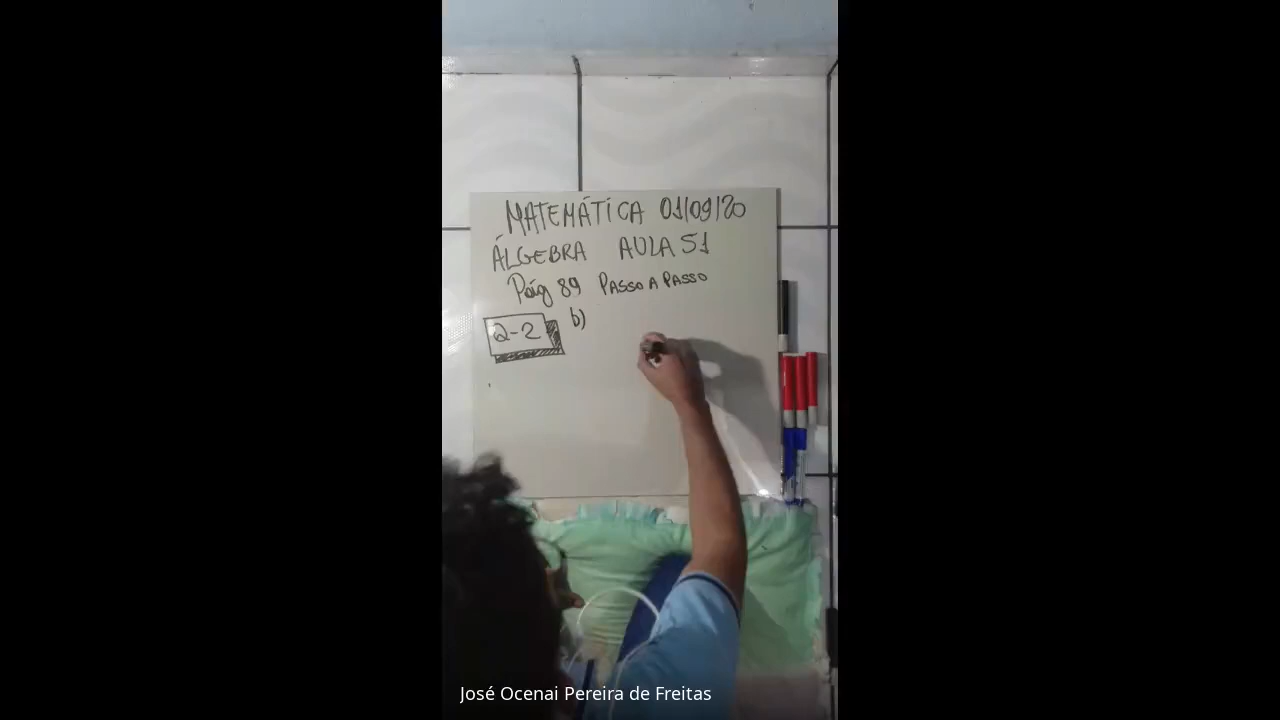 MATEMÁTICA 01/09/20
ÁLGEBRA AULA 51
Pág 89 PASSO A PASSO
2-2 b)
José Ocenai Pereira de Freitas